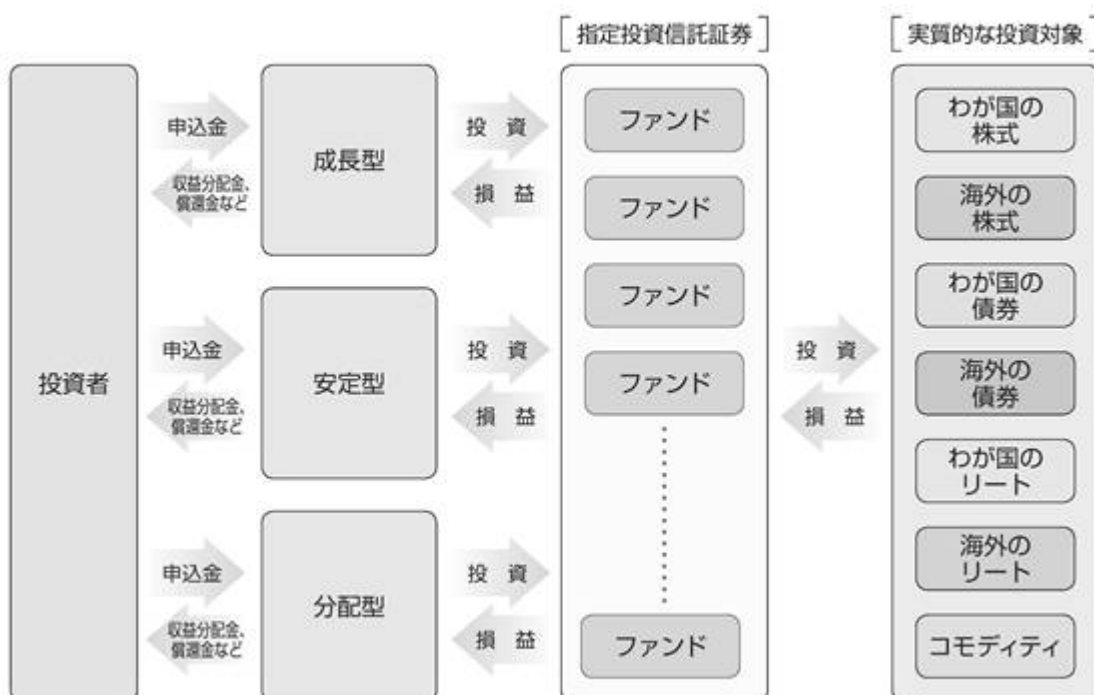 ［指定投資信託証券］
［実質的な投資対象］
投資者
申込金
収益分配金、
償還金など
成長型
投 資
損 益
申込金
収益分配金、
償還金など
安定型
投 資
損 益
申込金
収益分配金、
償還金など
分配型
投 資
損 益
ファンド
ファンド
ファンド
ファンド
ファンド
投 資
損 益
わが国の
株式
海外の
株式
わが国の
債券
海外の
債券
わが国の
リート
海外の
リート
コモディティ